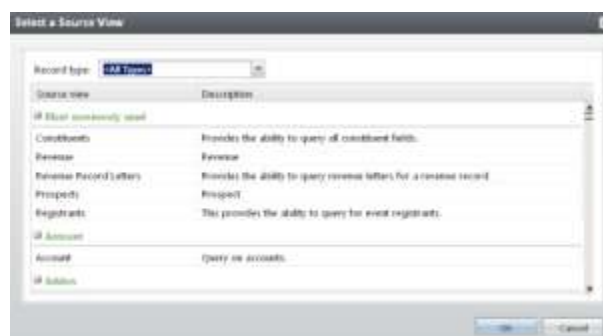 Select a Source View
Record type: <All Types>
Source view Description
Most commonly used
Constituents Provides the ability to query all constituent fields.
Revenue Revenue
Revenue Record Letters Provides the ability to query revenue letters for a revenue record
Prospects Prospect
Registrants This provides the ability to query for event registrants.
Account
Account Query on accounts.
OK Cancel